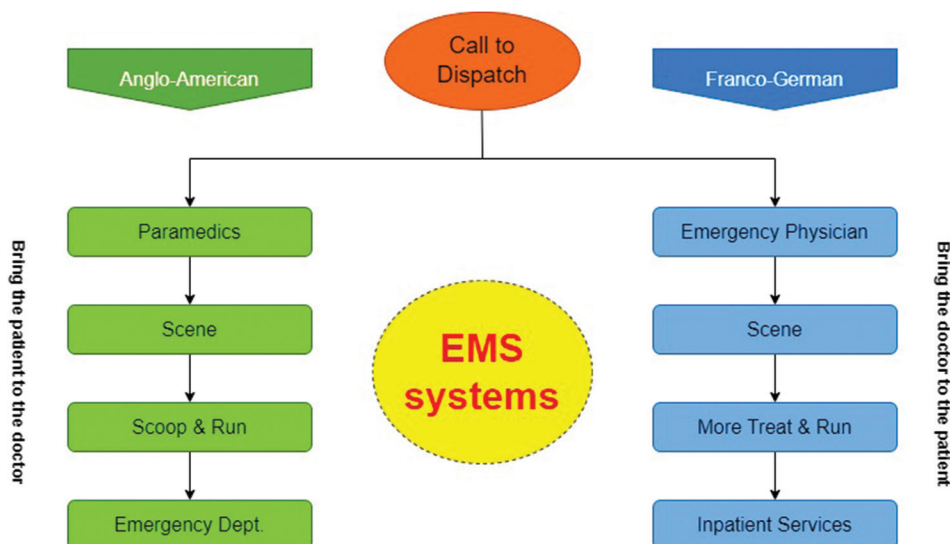 Call to
Dispatch
Anglo-American
Franco-German
Paramedics
Emergency Physician
Scene
Scene
Scoop & Run
More Treat & Run
Emergency Dept.
Inpatient Services
EMS
systems
Bring the patient to the doctor
Bring the doctor to the patient